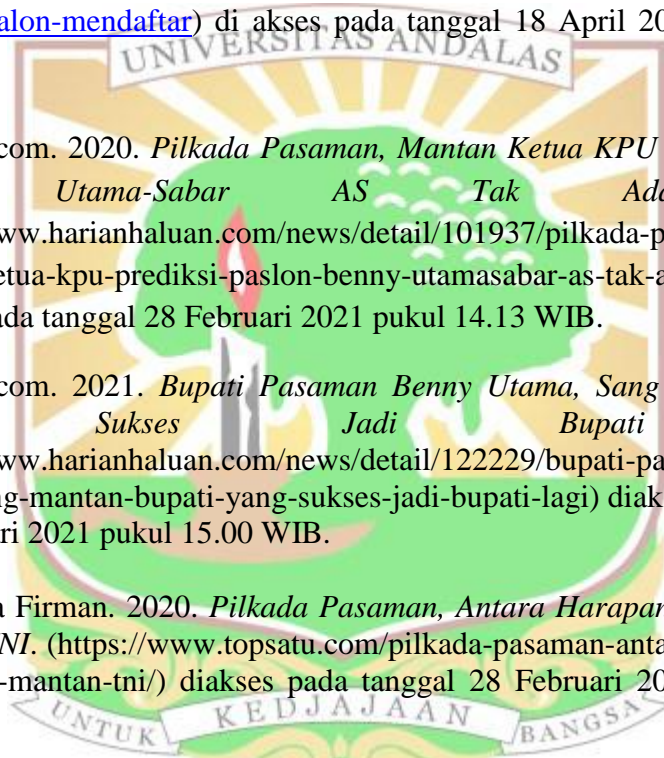 alon-mendaftar) di akses pada tanggal 18 April 20
UNIVERSITAS ANDALAS
com. 2020. Pilkada Pasaman, Mantan Ketua KPU
Utama-Sabar AS Tak Ada
ww.harianhaluan.com/news/detail/101937/pilkada-p
etua-kpu-prediksi-paslon-benny-utamasabar-as-tak-a
ada tanggal 28 Februari 2021 pukul 14.13 WIB.
com. 2021. Bupati Pasaman Benny Utama, Sang
Sukses Jadi Bupati
ww.harianhaluan.com/news/detail/122229/bupati-pa
ng-mantan-bupati-yang-sukses-jadi-bupati-lagi) diak
ri 2021 pukul 15.00 WIB.
a Firman. 2020. Pilkada Pasaman, Antara Harapan
NI. (https://www.topsatu.com/pilkada-pasaman-anta
-mantan-tni/) diakses pada tanggal 28 Februari 20
UNTUK KEDJAJAAN BANGSA